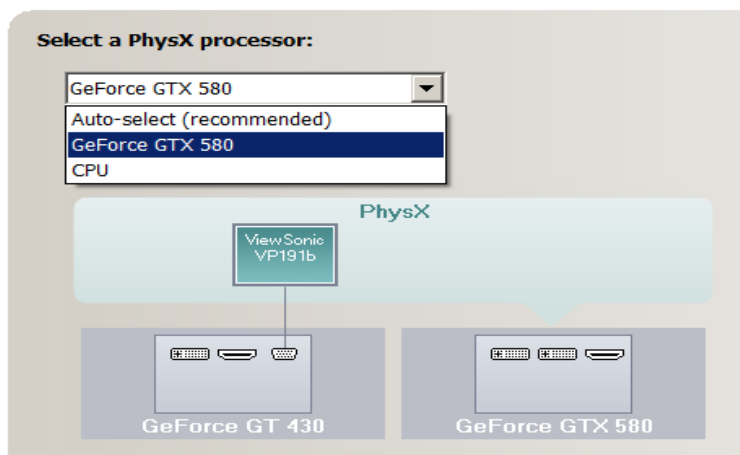 Select a PhysX processor:
GeForce GTX 580
Auto-select (recommended)
GeForce GTX 580
CPU
PhysX
ViewSonic
VP191b
GeForce GT 430
GeForce GTX 580